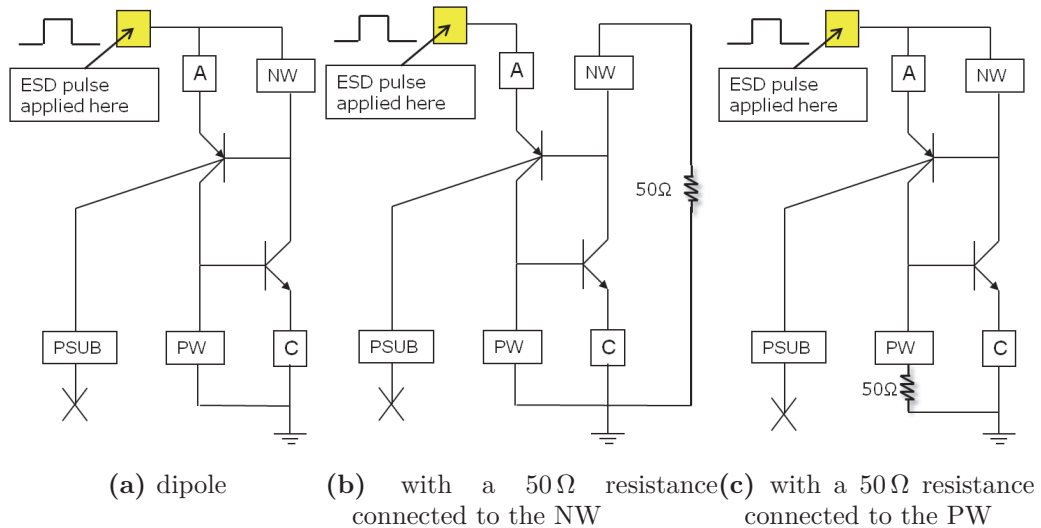 A
NW
ESD pulse
applied here
PSUB
PW
C
(a) dipole
A
NW
ESD pulse
applied here
50Ω
PSUB
PW
C
(b) with a 50 Ω resistance
connected to the NW
A
NW
ESD pulse
applied here
PSUB
PW
C
50Ω
(c) with a 50 Ω resistance
connected to the PW